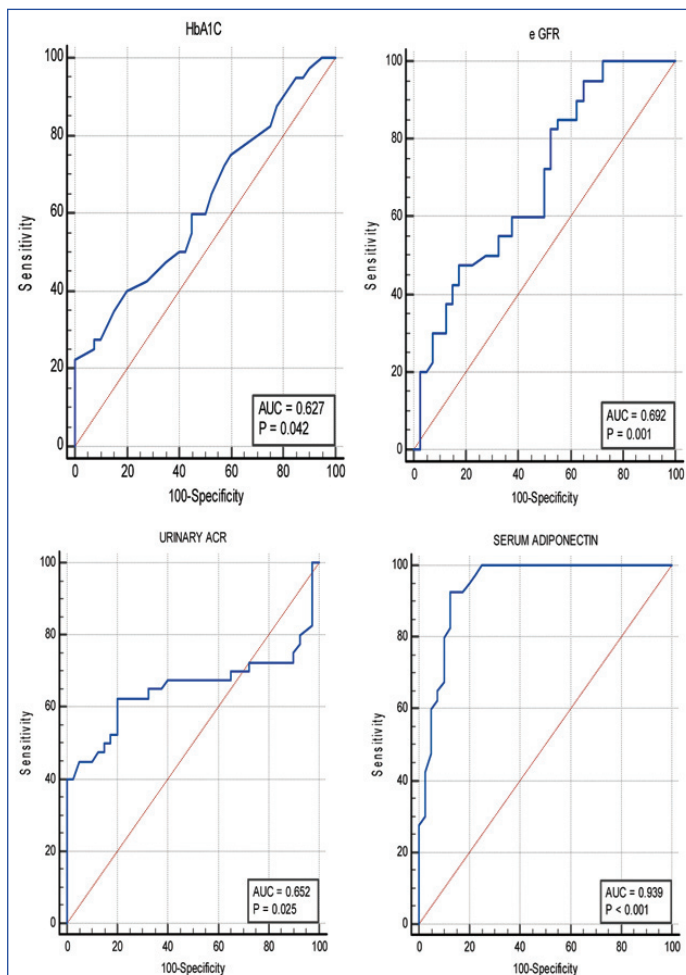 HbA1C
100
80
60
40
20
0
Sensitivity
0 20 40 60 80 100
100-Specificity
AUC = 0.627
P = 0.042
e GFR
100
80
60
40
20
0
Sensitivity
0 20 40 60 80 100
100-Specificity
AUC = 0.692
P = 0.001
URINARY ACR
100
80
60
40
20
0
Sensitivity
0 20 40 60 80 100
100-Specificity
AUC = 0.652
P = 0.025
SERUM ADIPONECTIN
100
80
60
40
20
0
Sensitivity
0 20 40 60 80 100
100-Specificity
AUC = 0.939
P < 0.001